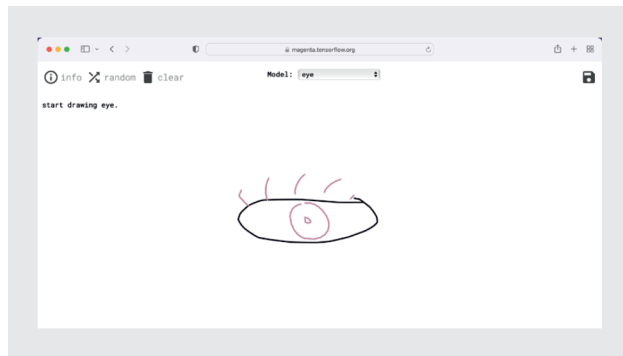 magenta.tensorflow.org
info random clear Model: eye
start drawing eye.